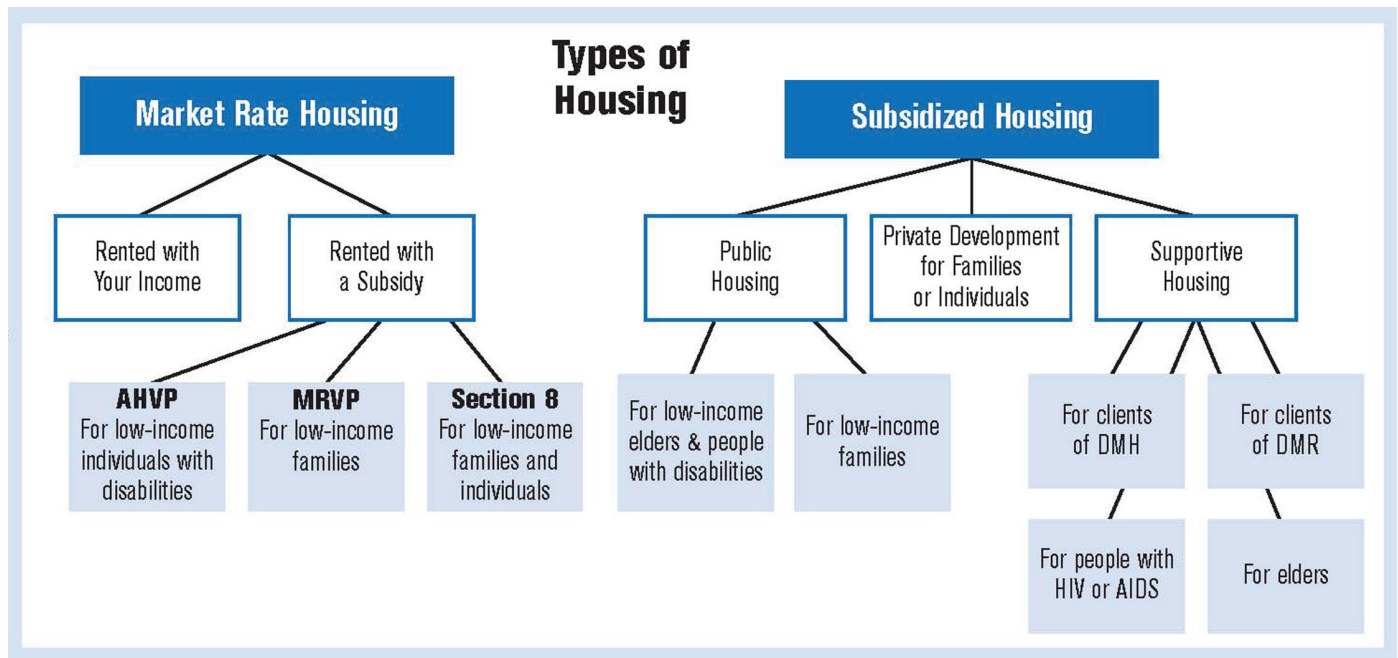 Types of
Housing
Market Rate Housing
Subsidized Housing
Rented with
Your Income
Rented with
a Subsidy
Public
Housing
Private Development
for Families
or Individuals
Supportive
Housing
AHVP
For low-income
individuals with
disabilities
MRVP
For low-income
families
Section 8
For low-income
families and
individuals
For low-income
elders & people
with disabilities
For low-income
families
For clients
of DMH
For clients
of DMR
For people with
HIV or AIDS
For elders